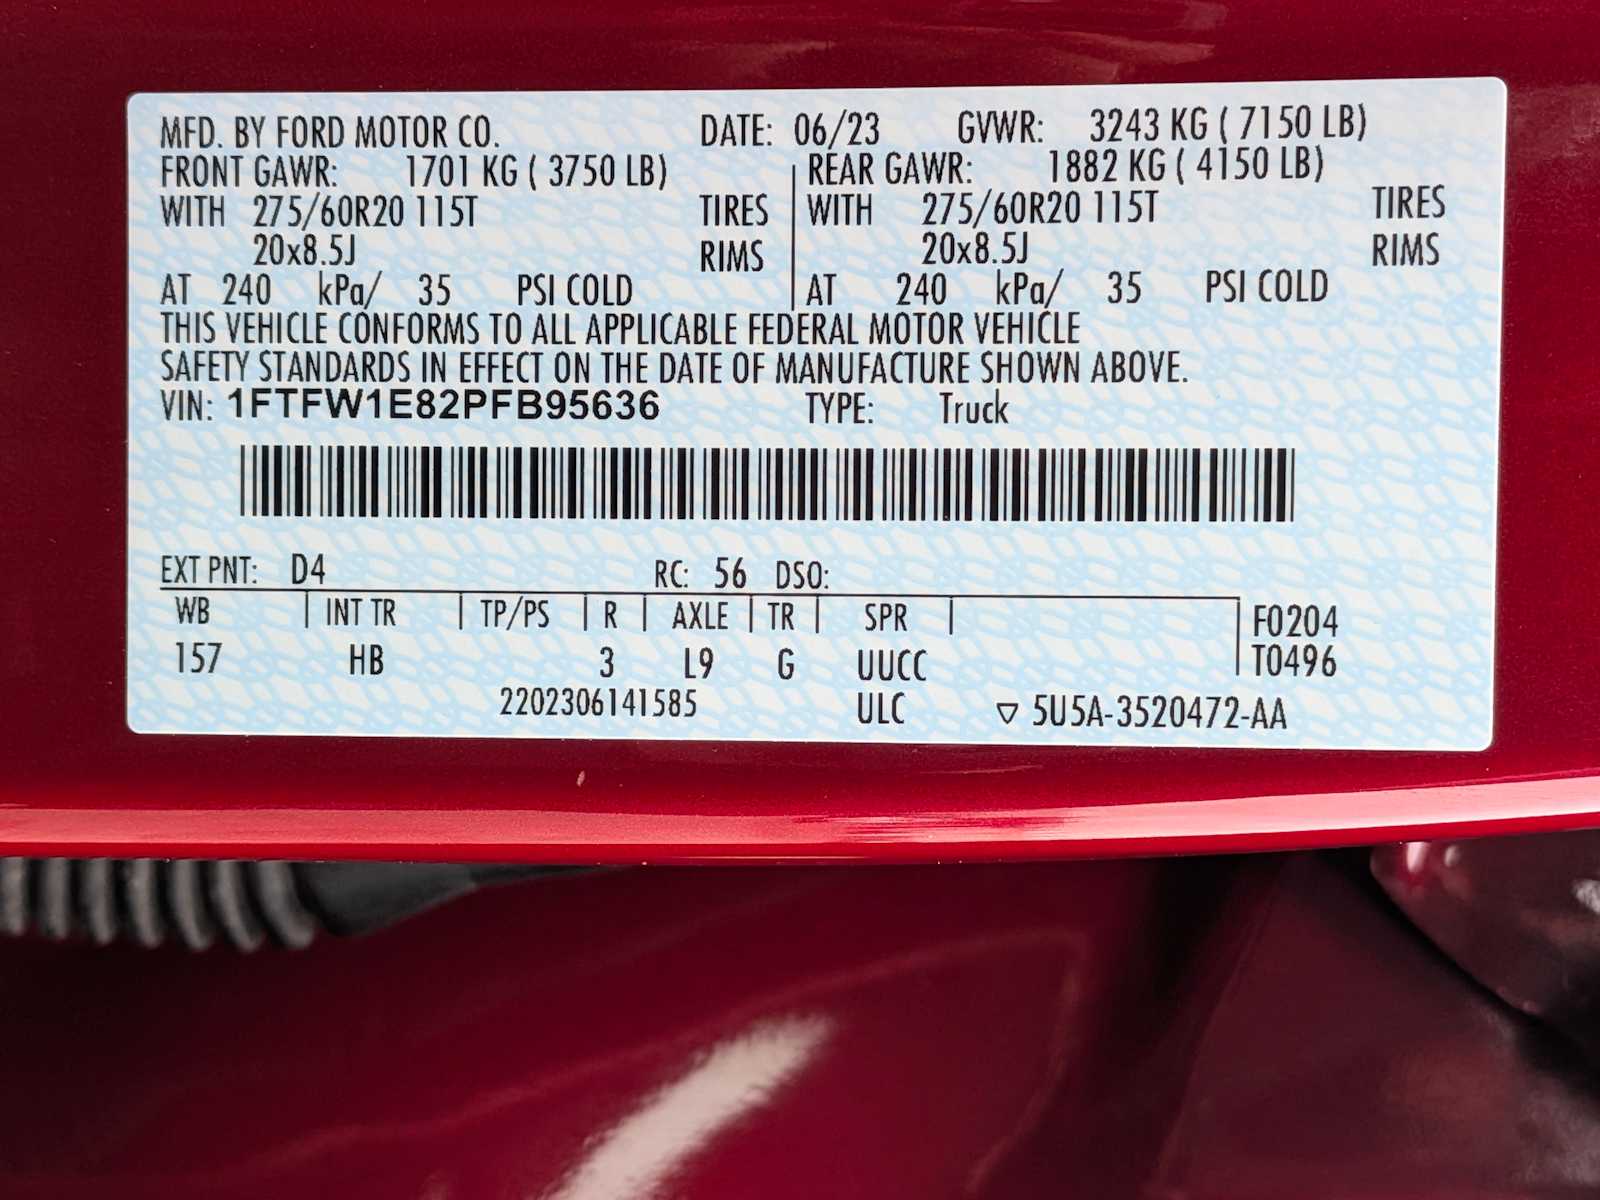 MFD. BY FORD MOTOR CO. DATE: 06/23 GVWR: 3243 KG ( 7150 LB)
FRONT GAWR: 1701 KG ( 3750 LB) REAR GAWR: 1882 KG ( 4150 LB)
WITH 275/60R20 115T TIRES WITH 275/60R20 115T TIRES
20x8.5J RIMS 20x8.5J RIMS
AT 240 kPa/ 35 PSI COLD AT 240 kPa/ 35 PSI COLD
THIS VEHICLE CONFORMS TO ALL APPLICABLE FEDERAL MOTOR VEHICLE
SAFETY STANDARDS IN EFFECT ON THE DATE OF MANUFACTURE SHOWN ABOVE.
VIN: 1FTFW1E82PFB95636 TYPE: Truck
EXT PNT: D4 RC: 56 DSO:
WB INT TR TP/PS R AXLE TR SPR F0204
157 HB 3 L9 G UUCC T0496
2202306141585 ULC ▽ 5U5A-3520472-AA